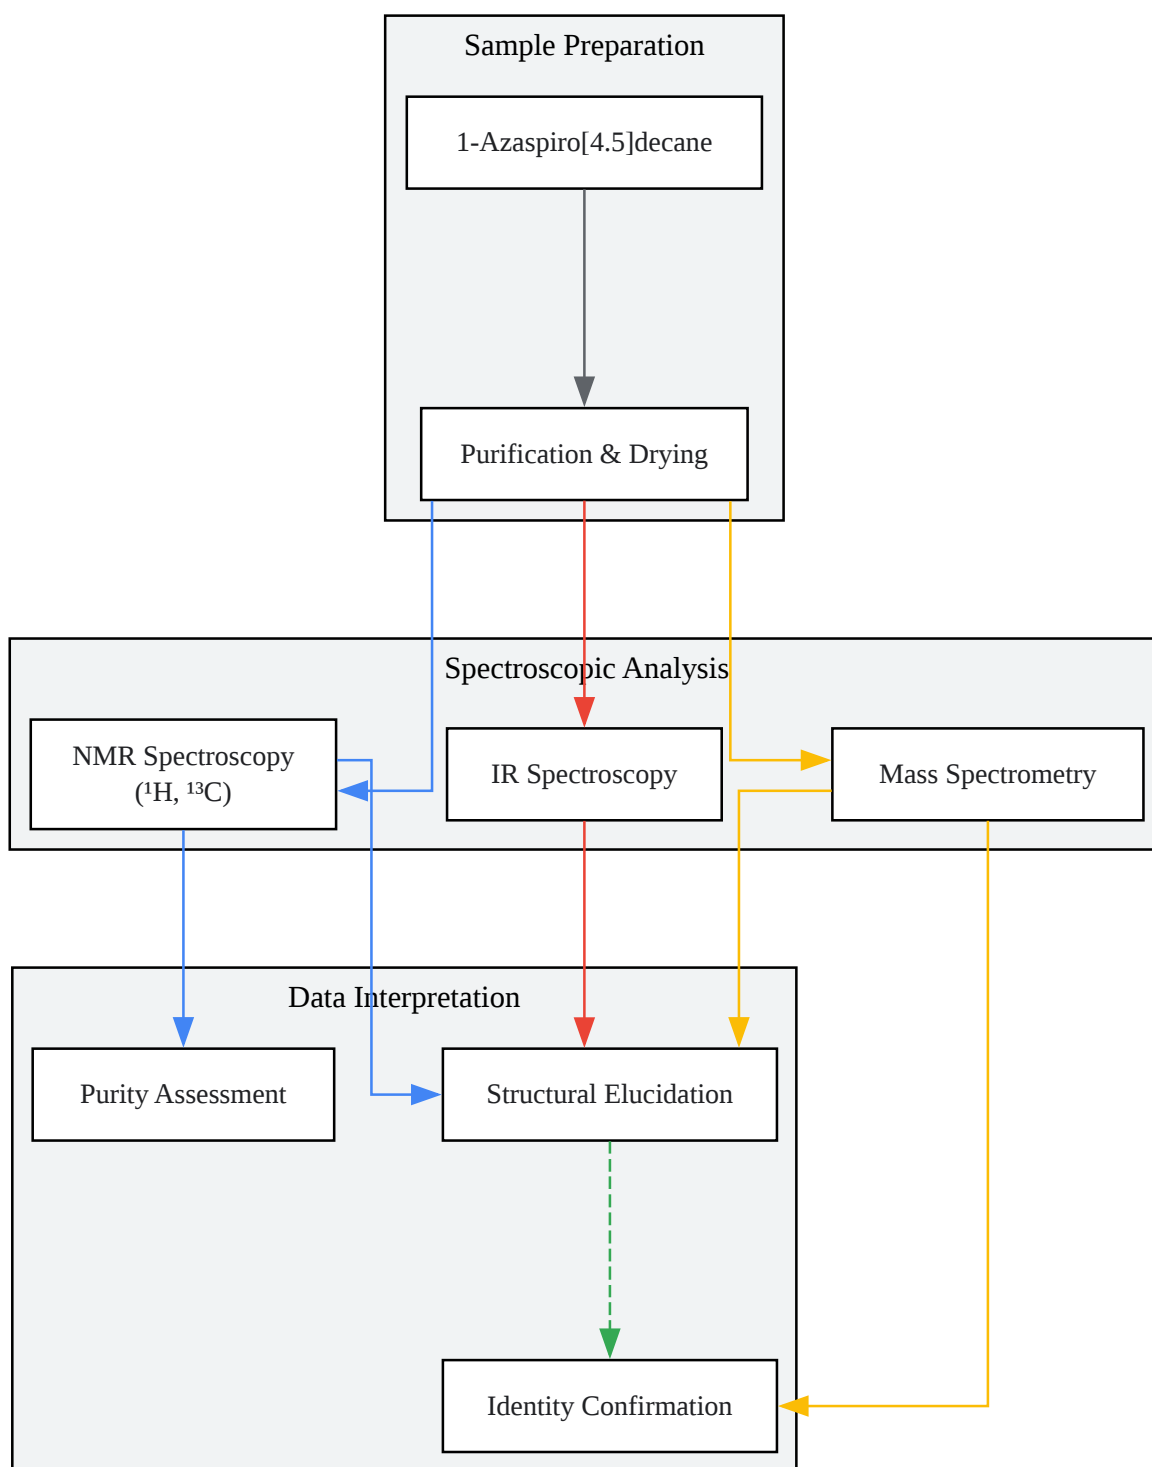 Sample Preparation
1-Azaspiro[4.5]decane
Purification & Drying
Spectroscopic Analysis
NMR Spectroscopy
(¹H, ¹³C)
IR Spectroscopy
Mass Spectrometry
Data Interpretation
Purity Assessment
Structural Elucidation
Identity Confirmation